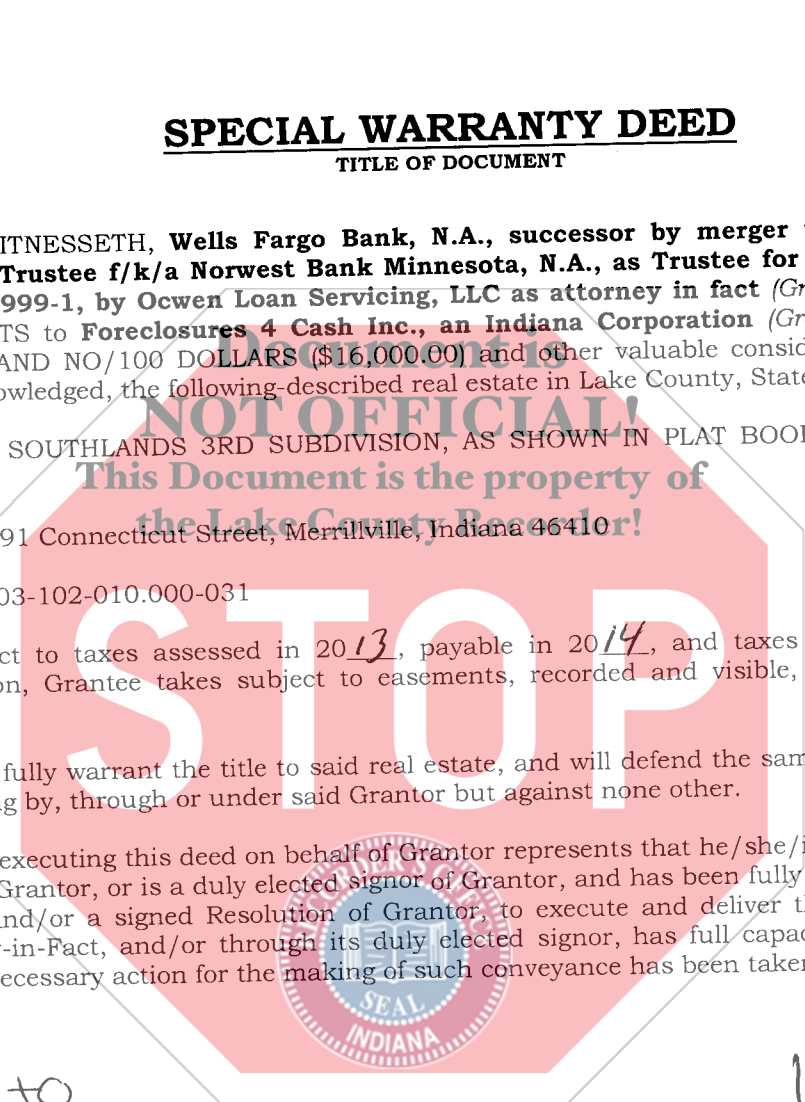 SPECIAL WARRANTY DEED
TITLE OF DOCUMENT
ITNESSETH, Wells Fargo Bank, N.A., successor by merger
Trustee f/k/a Norwest Bank Minnesota, N.A., as Trustee for
999-1, by Ocwen Loan Servicing, LLC as attorney in fact (Gr
TS to Foreclosures 4 Cash Inc., an Indiana Corporation (Gr
AND NO/100 DOLLARS ($16,000.00) and other valuable consid
Document is
owledged, the following-described real estate in Lake County, State
NOT OFFICIAL!
SOUTHLANDS 3RD SUBDIVISION, AS SHOWN IN PLAT BOO
This Document is the property of
the Lake County Recorder!
91 Connecticut Street, Merrillville, Indiana 46410
03-102-010.000-031
STOP
ct to taxes assessed in 2013, payable in 2014, and taxes
on, Grantee takes subject to easements, recorded and visible,
fully warrant the title to said real estate, and will defend the sam
g by, through or under said Grantor but against none other.
executing this deed on behalf of Grantor represents that he/she/i
Grantor, or is a duly elected signor of Grantor, and has been fully
nd/or a signed Resolution of Grantor, to execute and deliver t
-in-Fact, and/or through its duly elected signor, has full capac
ecessary action for the making of such conveyance has been taken
SEAL
INDIANA
to